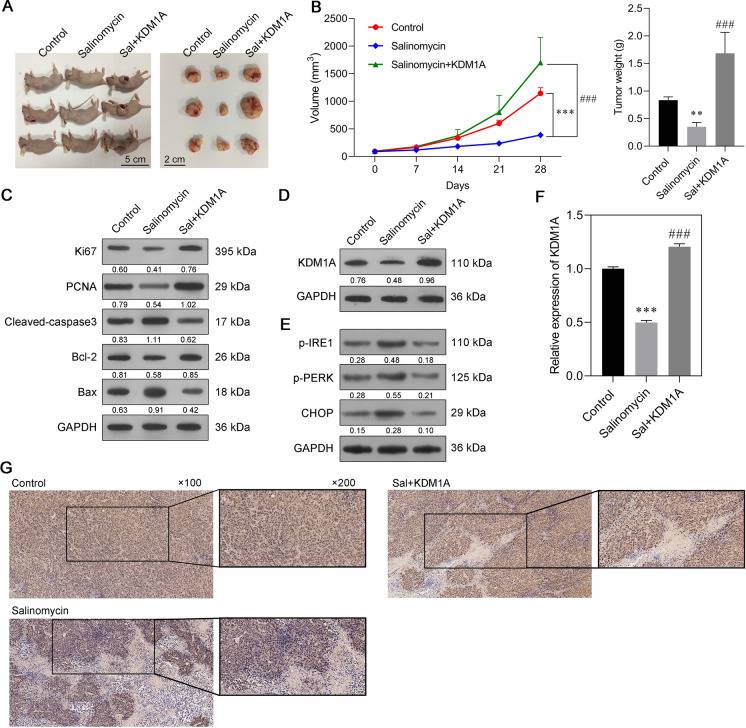 A
Control
Salinomycin
Sal+KDM1A
Control
Salinomycin
Sal+KDM1A
5 cm
2 cm
B
Control
Salinomycin
Salinomycin+KDM1A
Volume (mm³)
2500
2000
1500
1000
500
0
0 7 14 21 28
Days
***
###
Tumor weight (g)
2.5
2.0
1.5
1.0
0.5
0.0
**
###
Control
Salinomycin
Sal+KDM1A
C
Control
Salinomycin
Sal+KDM1A
Ki67 395 kDa
0.60 0.41 0.76
PCNA 29 kDa
0.79 0.54 1.02
Cleaved-caspase3 17 kDa
0.83 1.11 0.62
Bcl-2 26 kDa
0.81 0.58 0.85
Bax 18 kDa
0.63 0.91 0 42
GAPDH 36 kDa
D
Control
Salinomycin
Sal+KDM1A
KDM1A 110 kDa
0.76 0.48 0.96
GAPDH 36 kDa
E
p-IRE1 110 kDa
0.28 0.48 0.18
p-PERK 125 kDa
0.28 0.55 0.21
CHOP 29 kDa
0.15 0.28 0.10
GAPDH 36 kDa
F
Relative expression of KDM1A
1.5
1.0
0.5
0.0
***
###
Control
Salinomycin
Sal+KDM1A
G
Control ×100 ×200
Sal+KDM1A
Salinomycin